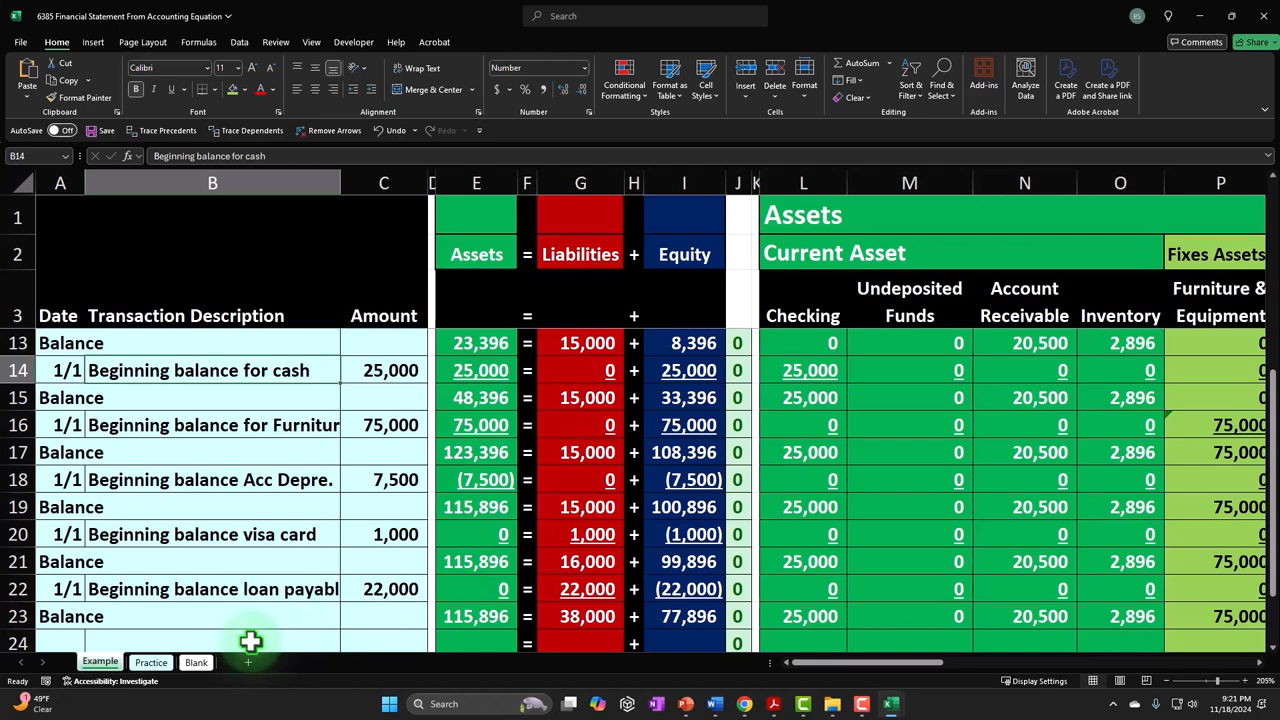 6385 Financial Statement From Accounting Equation
Search
BS
File Home Insert Page Layout Formulas Data Review View Developer Help Acrobat
Comments Share
Paste
Cut
Copy
Format Painter
Clipboard
Calibri 11
B I U
Font
Wrap Text
Merge & Center
Alignment
Number
$ % ,
Number
Conditional Formatting
Format as Table
Cell Styles
Styles
Insert Delete Format
Cells
AutoSum
Fill
Clear
Sort & Filter
Find & Select
Editing
Add-ins
Add-ins
Analyze Data
Create a PDF
Create a PDF and Share link
Adobe Acrobat
AutoSave Off Save Trace Precedents Trace Dependents Remove Arrows Undo Redo
B14 fx Beginning balance for cash
A B C D E F G H I J K L M N O P
1 Assets
2 Assets = Liabilities + Equity Current Asset Fixes Assets
Undeposited Account Furniture &
3 Date Transaction Description Amount = + Checking Funds Receivable Inventory Equipment
13 Balance 23,396 = 15,000 + 8,396 0 0 0 20,500 2,896 0
14 1/1 Beginning balance for cash 25,000 25,000 = 0 + 25,000 0 25,000 0 0 0 0
15 Balance 48,396 = 15,000 + 33,396 0 25,000 0 20,500 2,896 0
16 1/1 Beginning balance for Furnitur 75,000 75,000 = 0 + 75,000 0 0 0 0 0 75,000
17 Balance 123,396 = 15,000 + 108,396 0 25,000 0 20,500 2,896 75,000
18 1/1 Beginning balance Acc Depre. 7,500 (7,500) = 0 + (7,500) 0 0 0 0 0 0
19 Balance 115,896 = 15,000 + 100,896 0 25,000 0 20,500 2,896 75,000
20 1/1 Beginning balance visa card 1,000 0 = 1,000 + (1,000) 0 0 0 0 0 0
21 Balance 115,896 = 16,000 + 99,896 0 25,000 0 20,500 2,896 75,000
22 1/1 Beginning balance loan payabl 22,000 0 = 22,000 + (22,000) 0 0 0 0 0 0
23 Balance 115,896 = 38,000 + 77,896 0 25,000 0 20,500 2,896 75,000
24 = + 0
Example Practice Blank
Ready Accessibility: Investigate Display Settings 205%
1 49°F
Clear
Search
9:21 PM
11/18/2024